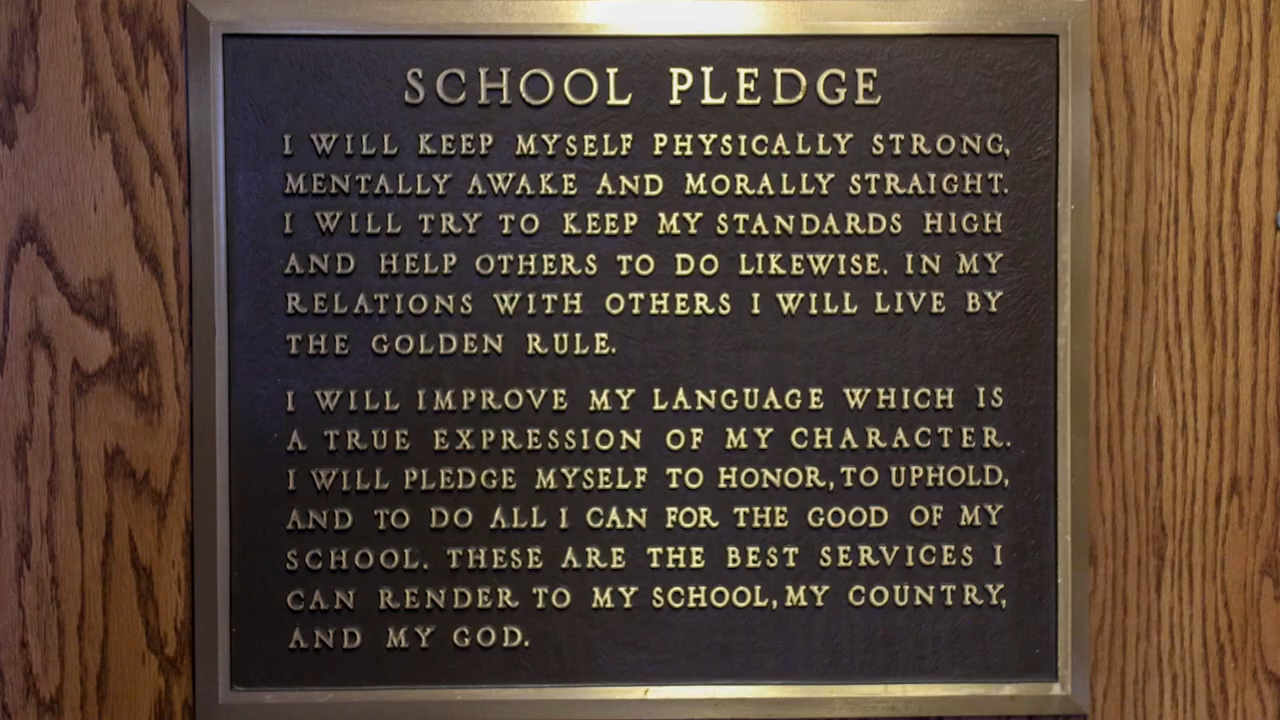 SCHOOL PLEDGE
I WILL KEEP MYSELF PHYSICALLY STRONG,
MENTALLY AWAKE AND MORALLY STRAIGHT.
I WILL TRY TO KEEP MY STANDARDS HIGH
AND HELP OTHERS TO DO LIKEWISE. IN MY
RELATIONS WITH OTHERS I WILL LIVE BY
THE GOLDEN RULE.
I WILL IMPROVE MY LANGUAGE WHICH IS
A TRUE EXPRESSION OF MY CHARACTER.
I WILL PLEDGE MYSELF TO HONOR, TO UPHOLD,
AND TO DO ALL I CAN FOR THE GOOD OF MY
SCHOOL. THESE ARE THE BEST SERVICES I
CAN RENDER TO MY SCHOOL, MY COUNTRY,
AND MY GOD.